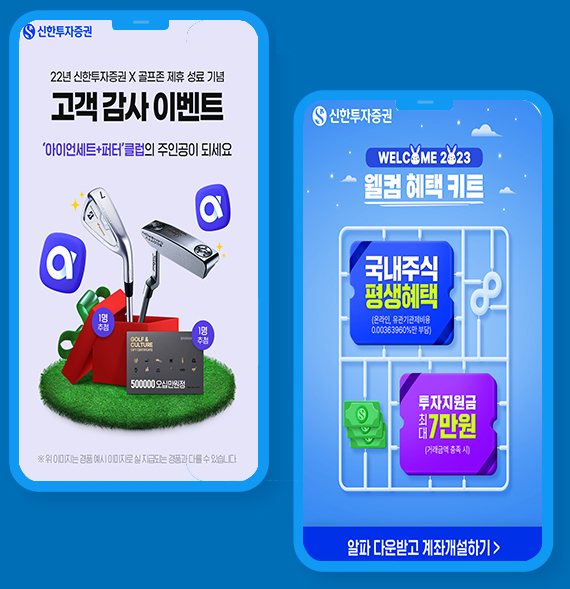 신한투자증권
22년 신한투자증권 X 골프존 제휴 성료 기념
고객 감사 이벤트
'아이언세트+퍼터'클럽의 주인공이 되세요
7
1명
추첨
1명
추첨
GOLF &
CULTURE
500000 오십만원정
※ 위 이미지는 경품 예시 이미지로 실 지급되는 경품과 다를 수 있습니다.
신한투자증권
WELCOME 2023
웰컴 혜택 키트
국내주식
평생혜택
(온라인, 유관기관제비용
0.00363960%만 부담)
투자지원금
최대 7만원
(거래금액 충족 시)
알파 다운받고 계좌개설하기 >